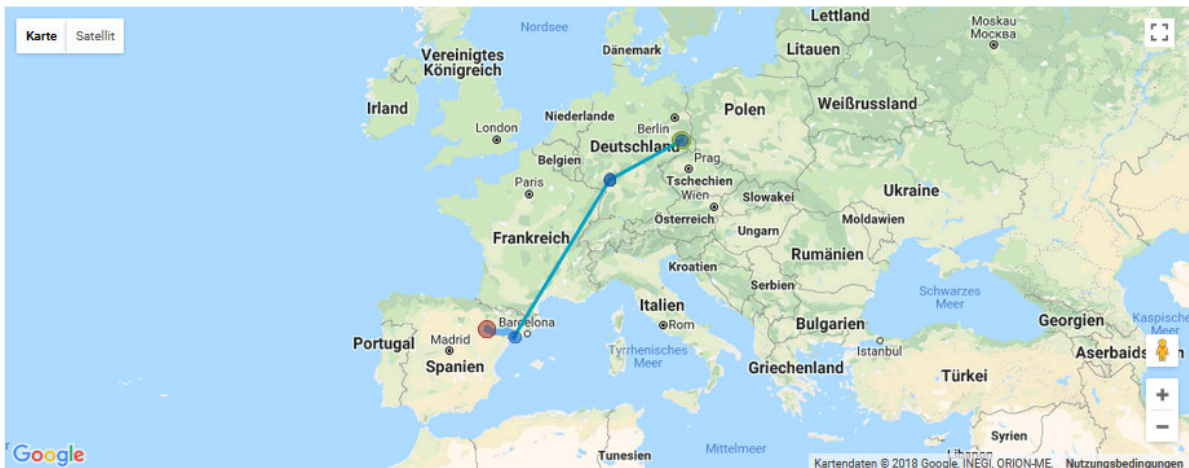 Karte
Satellit
Nordsee
Lettland
Moskau
Москва
Dänemark
Litauen
Vereinigtes
Königreich
Irland
Niederlande
Berlin
Polen
Weißrussland
London
Deutschland
Belgien
Prag
Tschechien
Paris
Wien
Slowakei
Ukraine
Österreich
Ungarn
Moldawien
Frankreich
Rumänien
Kroatien
Serbien
Schwarzes
Meer
Italien
Barcelona
Rom
Bulgarien
Georgien
Kaspische
Meer
Portugal
Madrid
Spanien
Tyrrhenisches
Meer
Istanbul
Aserbaids
Griechenland
Türkei
Syrien
Mittelmeer
Libanon
Tunesien
Google
Kartendaten © 2018 Google, INEGI, ORION-ME
Nutzungsbedingungen